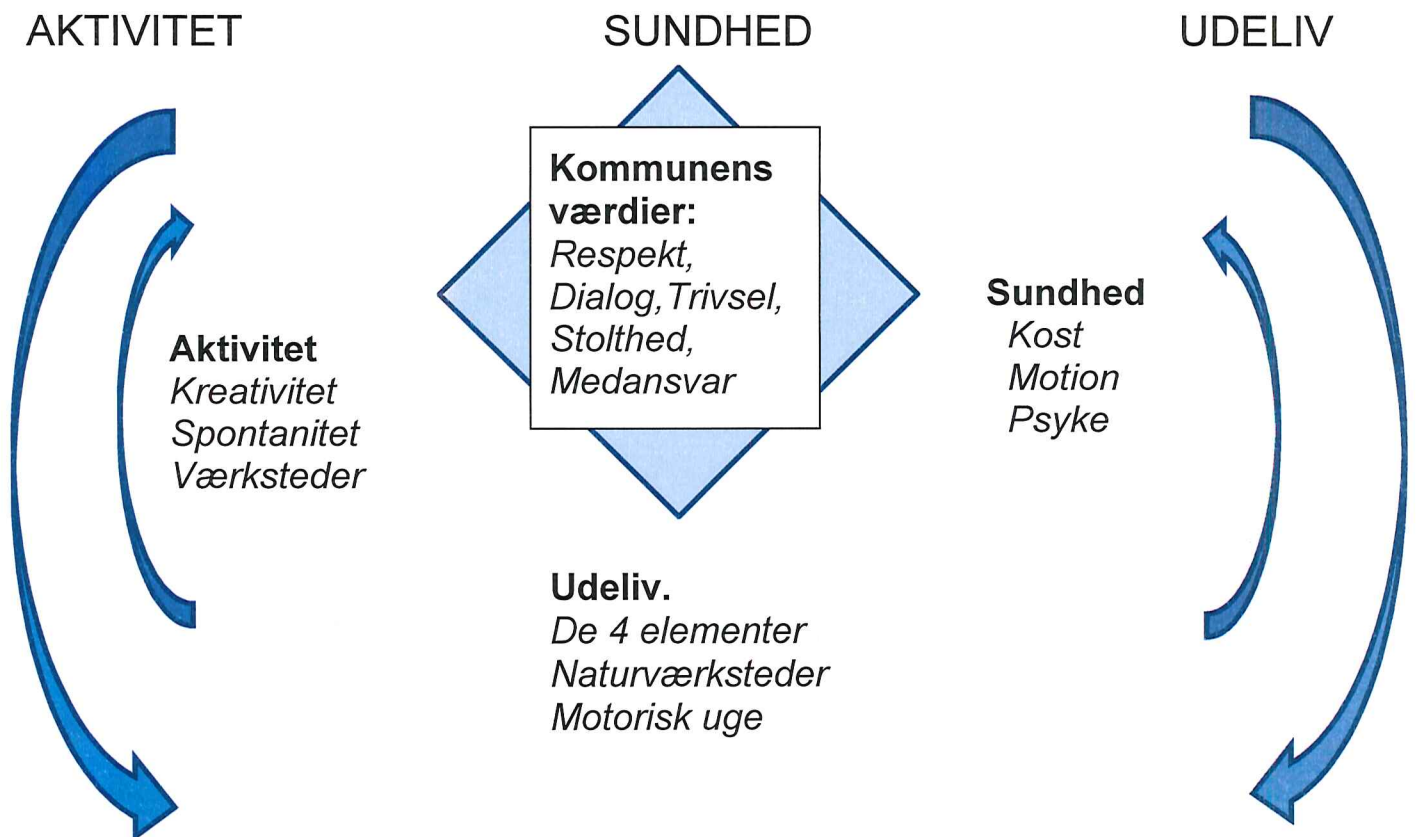 AKTIVITET
SUNDHED
UDELIV
Kommunens
værdier:
Respekt,
Dialog, Trivsel,
Stolthed,
Medansvar
Aktivitet
Kreativitet
Spontanitet
Værksteder
Sundhed
Kost
Motion
Psyke
Udeliv.
De 4 elementer
Naturværksteder
Motorisk uge